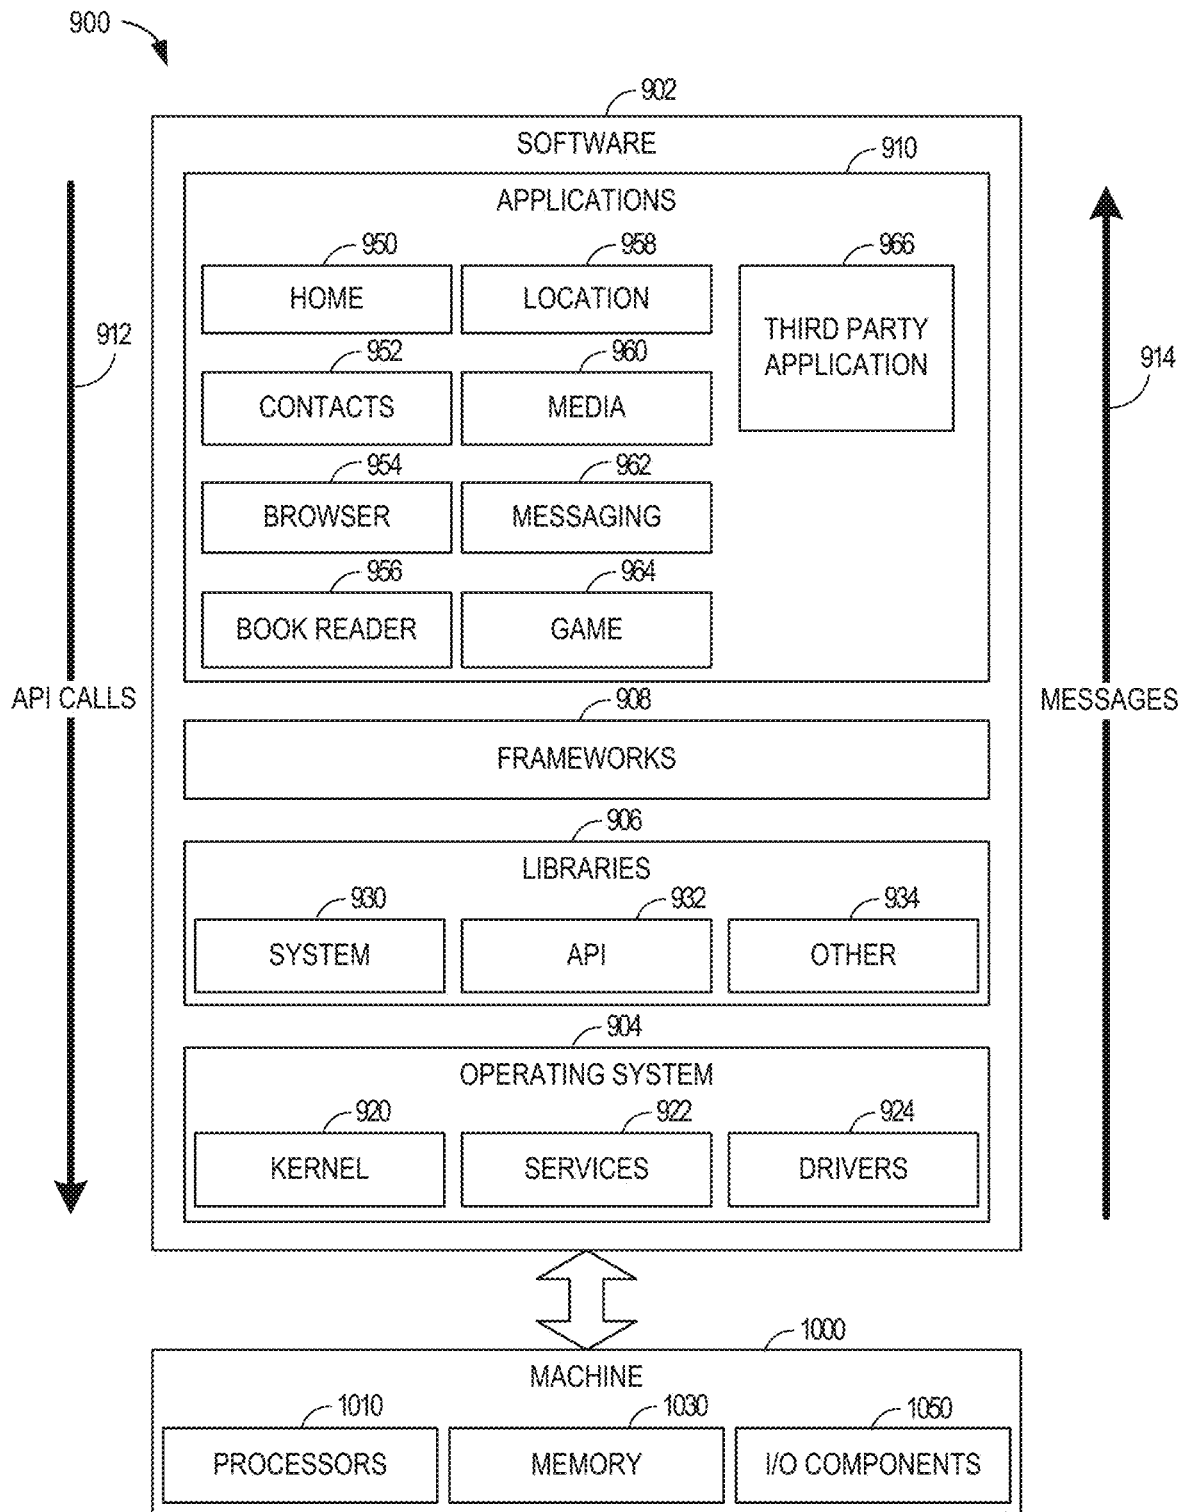 900
902
SOFTWARE
910
APPLICATIONS
950
958
966
HOME
LOCATION
THIRD PARTY
APPLICATION
912
914
952
960
CONTACTS
MEDIA
954
962
BROWSER
MESSAGING
956
964
BOOK READER
GAME
API CALLS
MESSAGES
908
FRAMEWORKS
906
LIBRARIES
930
932
934
SYSTEM
API
OTHER
904
OPERATING SYSTEM
920
922
924
KERNEL
SERVICES
DRIVERS
1000
MACHINE
1010
1030
1050
PROCESSORS
MEMORY
I/O COMPONENTS